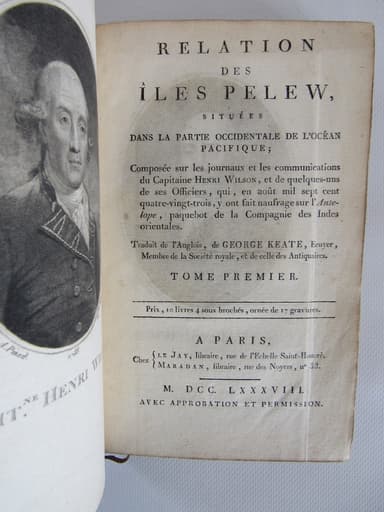 RELATION
DES
ÎLES PELEW,
SITUÉES
DANS LA PARTIE OCCIDENTALE DE L'OCÉAN
PACIFIQUE;
Composée sur les journaux et les communications
du Capitaine HENRI WILSON, et de quelques-uns
de ses Officiers, qui, en août mil sept cent
quatre-vingt-trois, y ont fait naufrage sur l'Ante-
lope, paquebot de la Compagnie des Indes
orientales.
Traduit de l'Anglois, de GEORGE KEATE, Ecuyer,
Membre de la Société royale, et de celle des Antiquaires.
TOME PREMIER.
Prix, 10 livres 4 sous brochés, ornée de 17 gravures.
A PARIS,
Chez { LE JAY, libraire, rue de l'Echelle Saint-Honoré.
MARADAN, libraire, rue des Noyers, n° 33.
M. DCC. LXXXVIII.
AVEC APPROBATION ET PERMISSION.
T.NE HENRI W